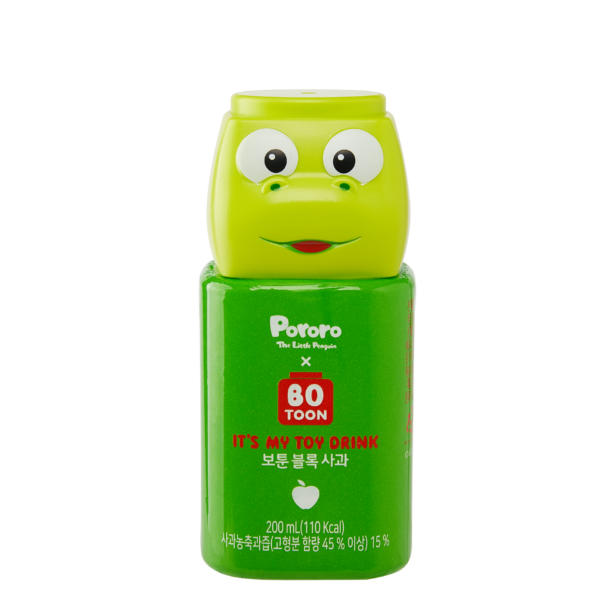 Pororo
The Little Penguin
×
BO
TOON
IT'S MY TOY DRINK
보툰 블록 사과
200 mL(110 Kcal)
사과농축과즙(고형분 함량 45 % 이상) 15 %